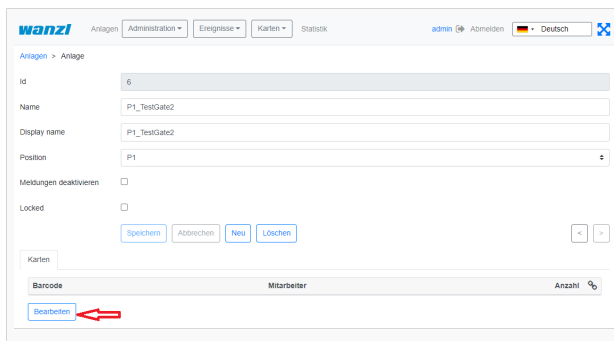 wanzl Anlagen Administration Ereignisse Karten Statistik admin Abmelden Deutsch
Anlagen > Anlage
Id 6
Name P1_TestGate2
Display name P1_TestGate2
Position P1
Meldungen deaktivieren
Locked
Speichern Abbrechen Neu Löschen < >
Karten
Barcode Mitarbeiter Anzahl
Bearbeiten